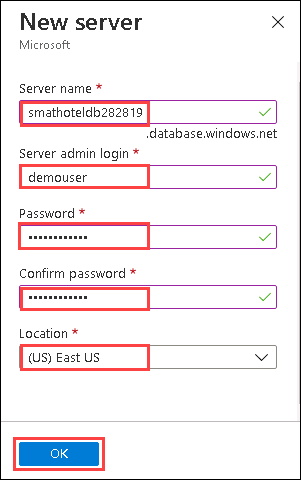 New server
Microsoft
Server name *
smathoteldb282819
.database.windows.net
Server admin login *
demouser
Password *
••••••••••••
Confirm password *
••••••••••••
Location *
(US) East US
OK